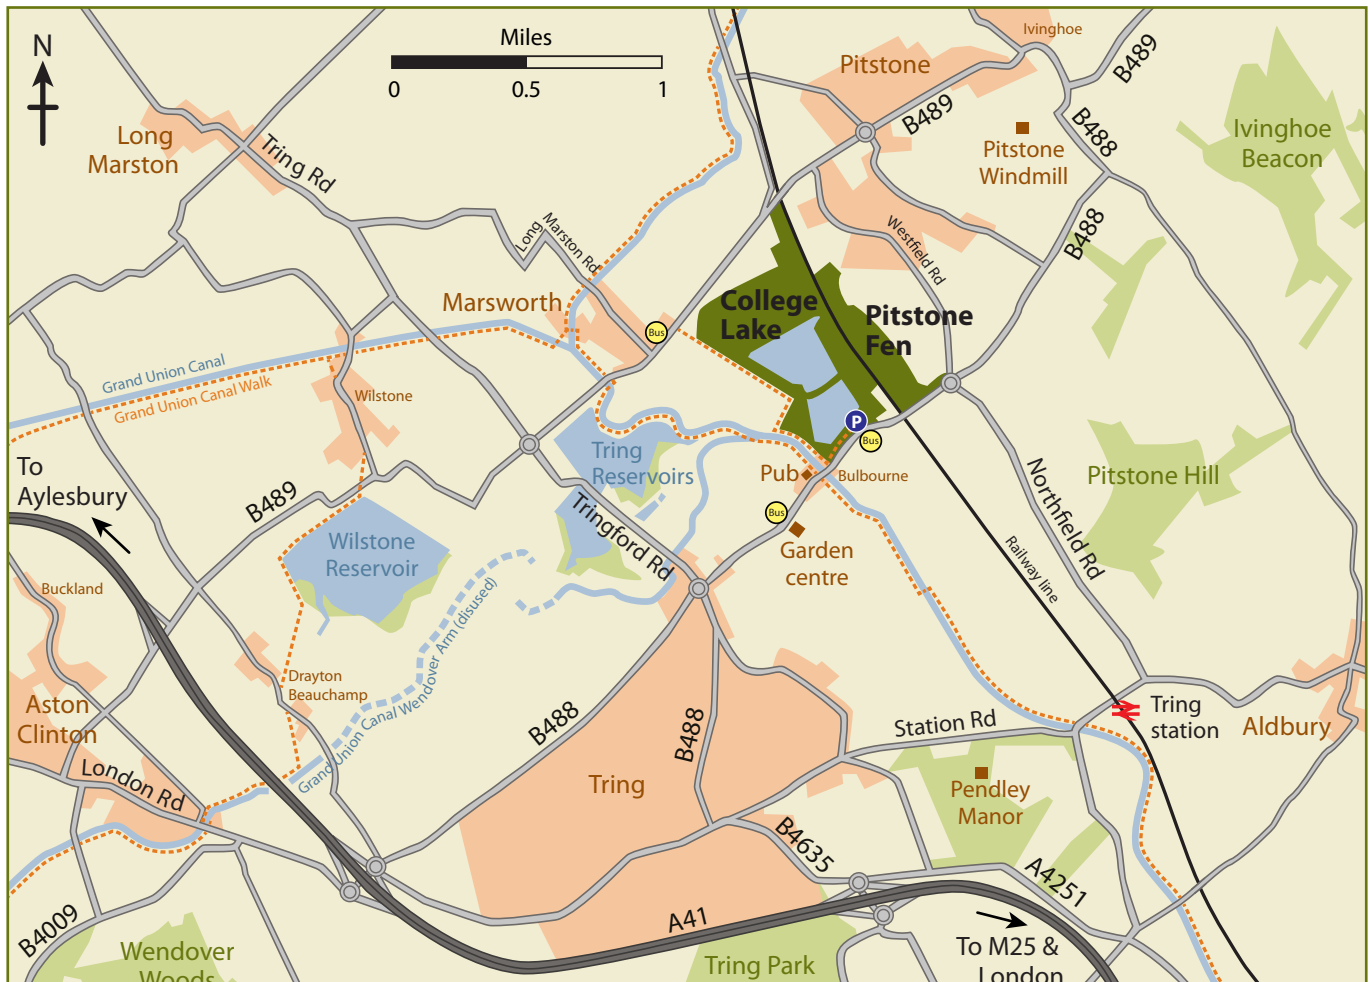 N
Miles
0
0.5
1
Ivinghoe
Pitstone
B489
B489
B488
Ivinghoe
Beacon
Long
Marston
Tring Rd
Pitstone
Windmill
B488
Westfield Rd
Long
Marston Rd
Marsworth
Bus
College
Lake
Pitstone
Fen
Grand Union Canal
Grand Union Canal Walk
Wilstone
P
Bus
To
Aylesbury
B489
Tring
Reservoirs
Pub
Bulbourne
Pitstone Hill
Northfield Rd
Bus
Wilstone
Reservoir
Tringford Rd
Garden
centre
Railway line
Buckland
Grand Union Canal Wendover Arm (disused)
Drayton
Beauchamp
Aston
Clinton
B488
B488
Station Rd
Tring
station
Aldbury
London Rd
Tring
Pendley
Manor
B4635
A4251
A41
B4009
Wendover
Woods
Tring Park
To M25 &
London